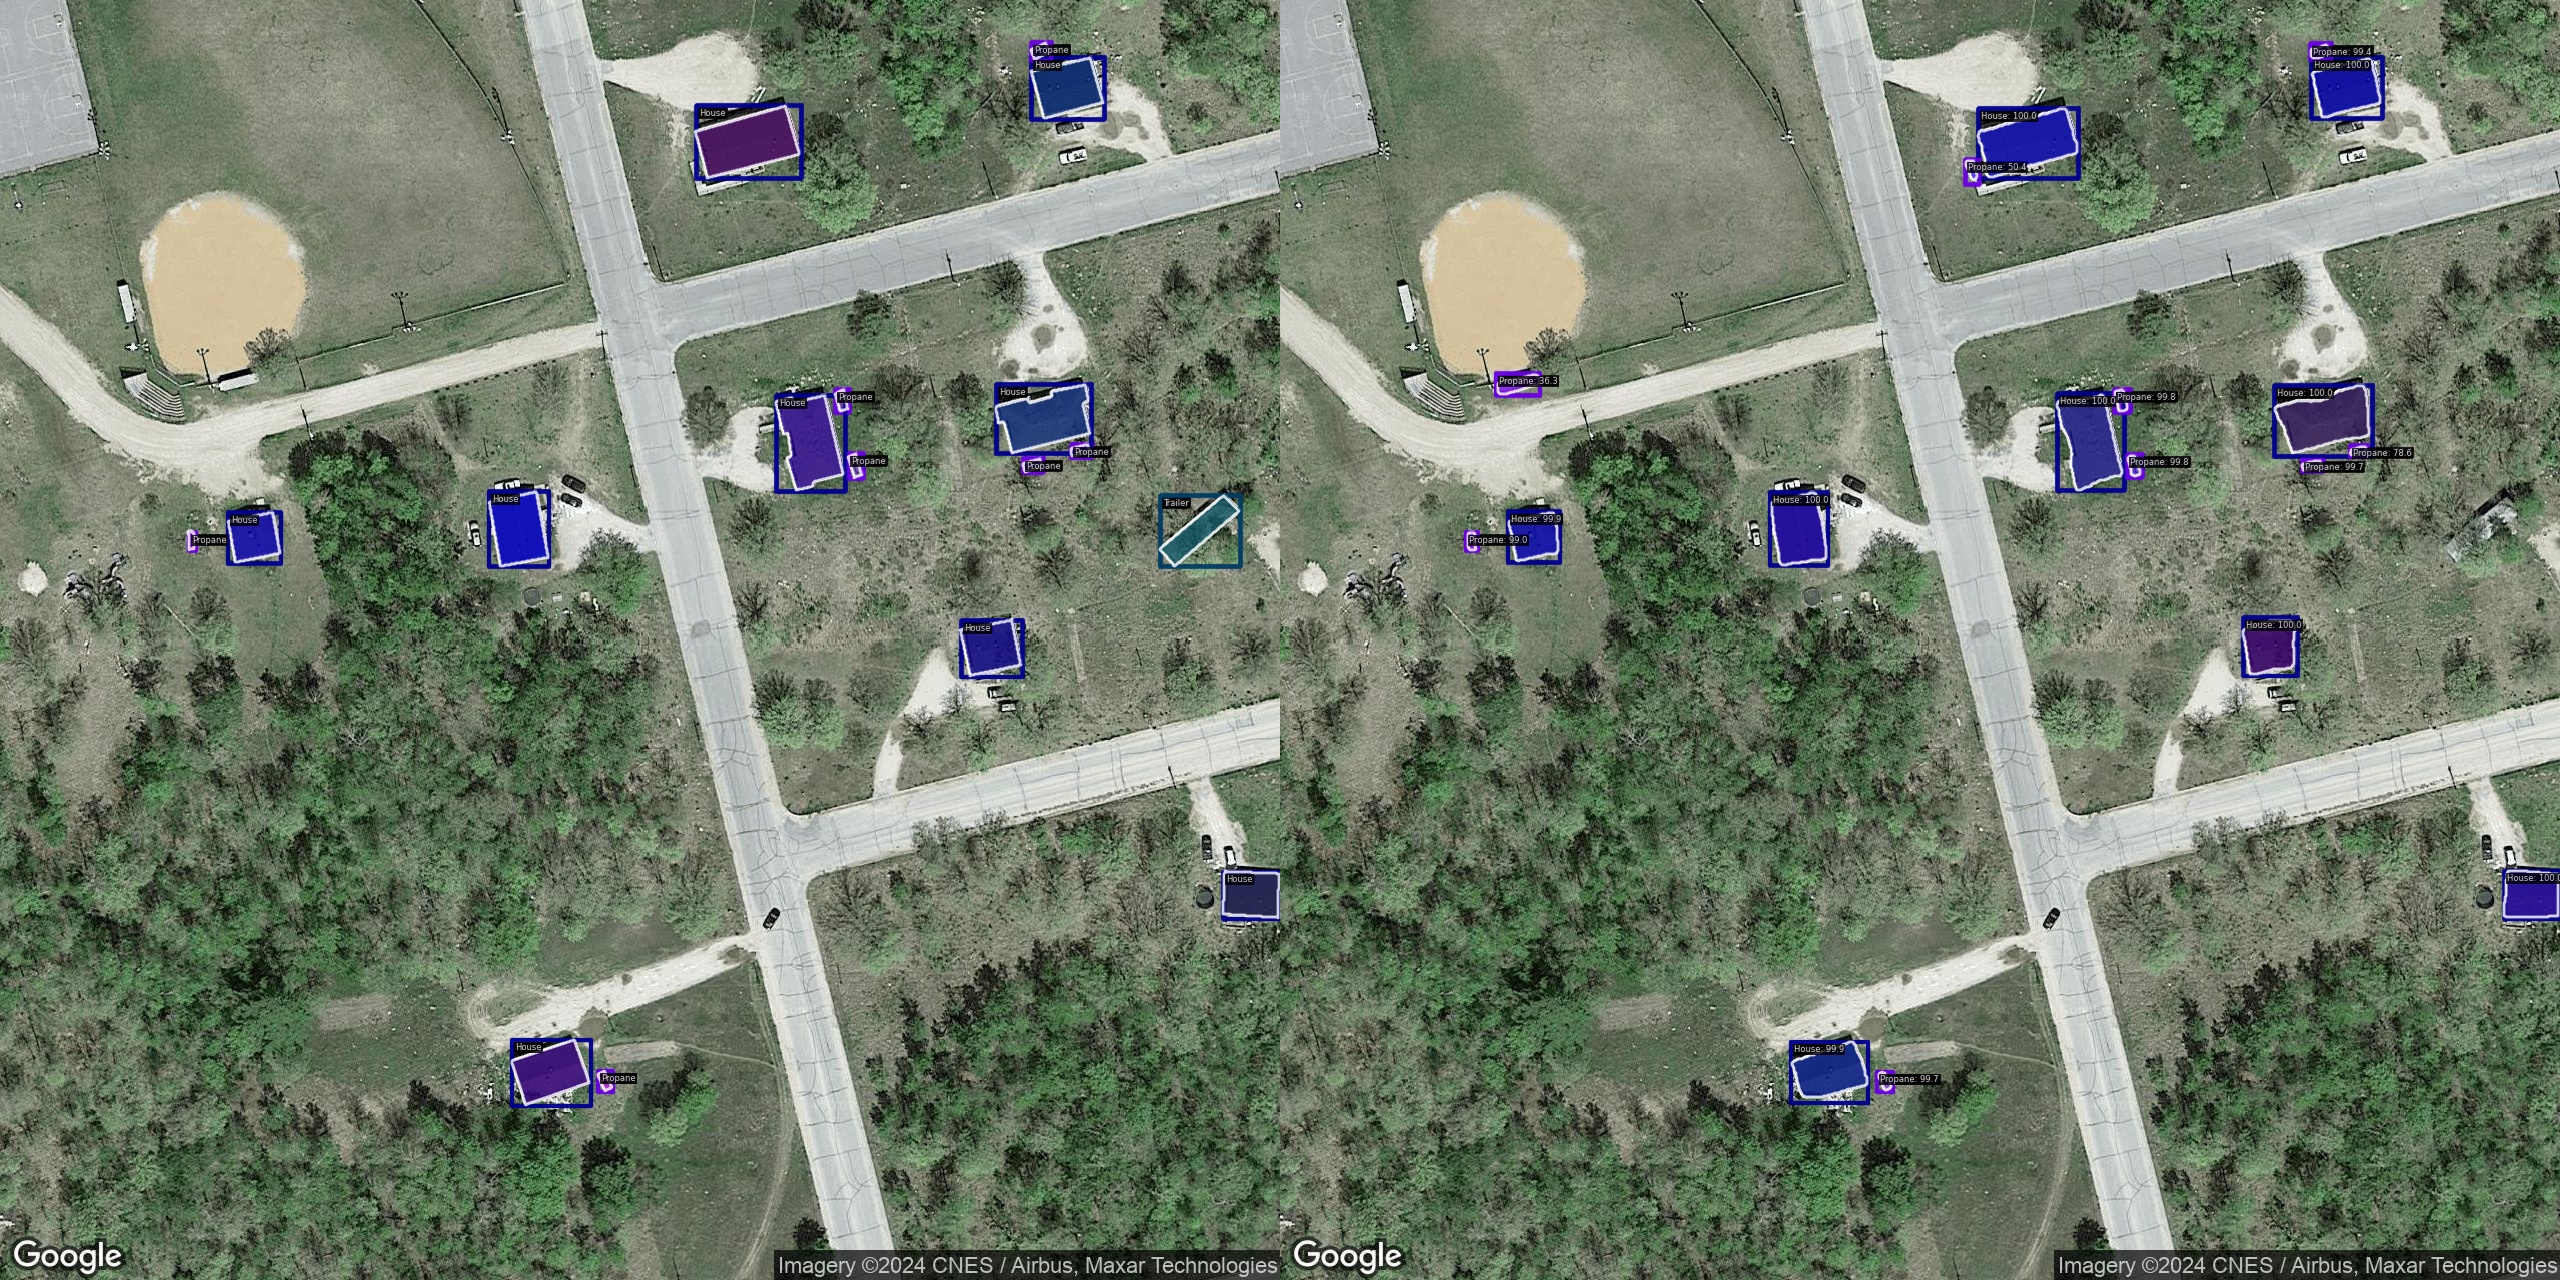 Propane
House
House
House
Propane
House
Propane
Propane
Propane
House
Trailer
House
Propane
House
House
House
Propane
Google
Imagery ©2024 CNES / Airbus, Maxar Technologies
Propane: 99.4
House: 100.0
House: 100.0
Propane: 50.4
Propane: 36.3
House: 100.0
Propane: 99.8
House: 100.0
Propane: 78.6
Propane: 99.8
Propane: 99.7
House: 100.0
House: 99.9
Propane: 99.0
House: 100.0
House: 100.0
House: 99.9
Propane: 99.7
Google
Imagery ©2024 CNES / Airbus, Maxar Technologies